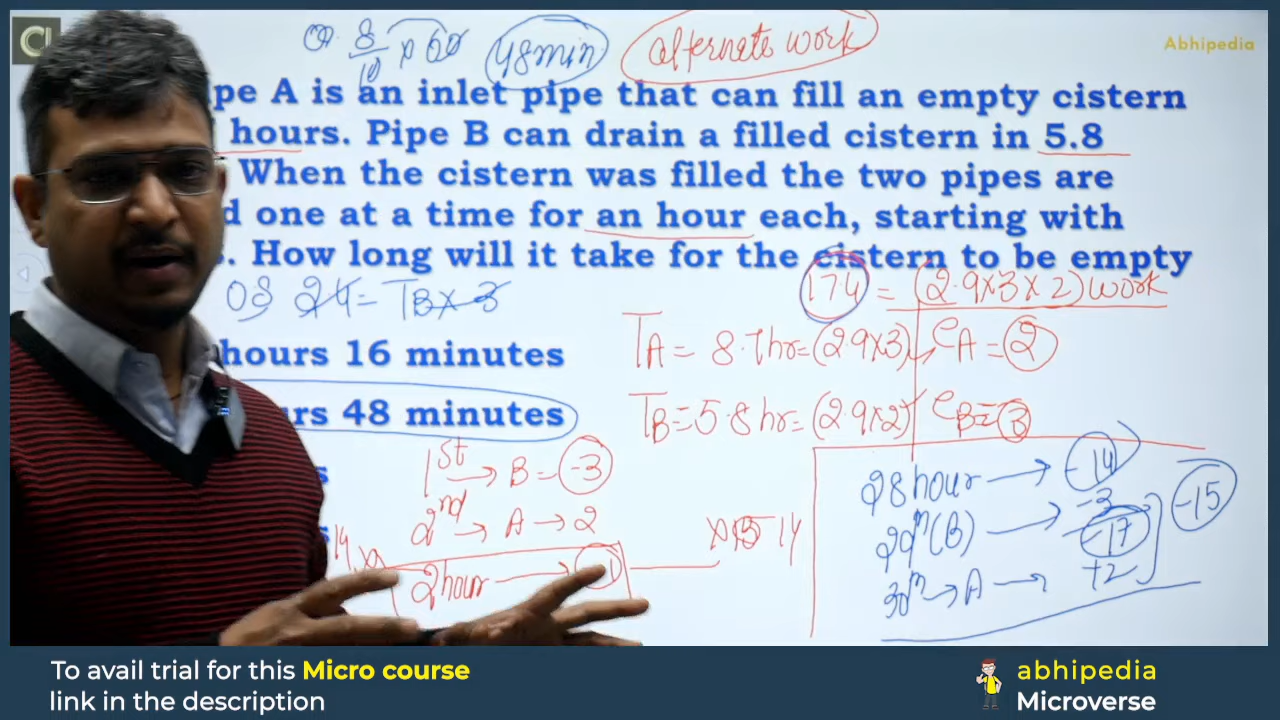 8/10 × 60 48min alternate work
Abhipedia
pe A is an inlet pipe that can fill an empty cistern
hours. Pipe B can drain a filled cistern in 5.8
When the cistern was filled the two pipes are
d one at a time for an hour each, starting with
. How long will it take for the cistern to be empty
174 = (2.9×3×2) work
TA = 8.7hr = (2.9×3) eA = 2
hours 16 minutes
TB = 5.8hr = (2.9×2) eB = 3
rs 48 minutes
1st → B = -3
2nd → A → 2
2hour
14
28hour → -14
29th (B) → -3
-17
30th → A → +2
-15
To avail trial for this Micro course
link in the description
abhipedia
Microverse